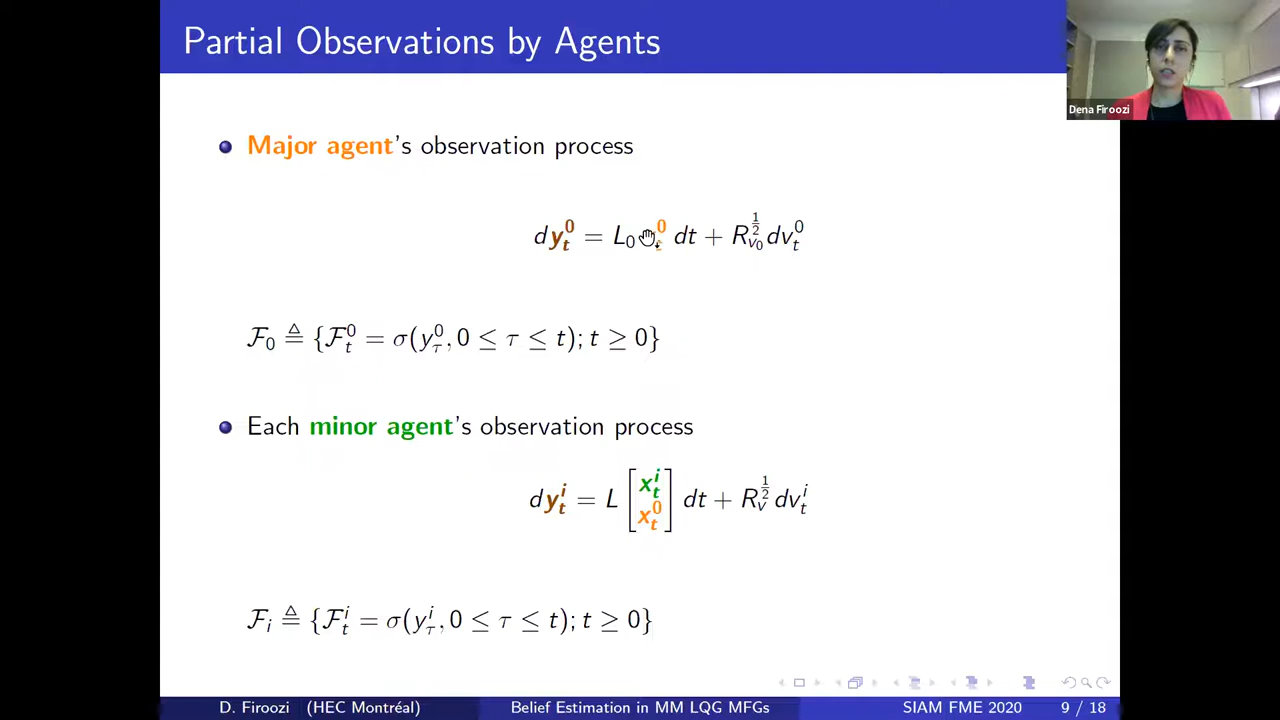 Partial Observations by Agents
Dena Firoozi
Major agent's observation process
dy_t^0 = L_0 _t^0 dt + R_{v_0}^{1/2} dv_t^0
F_0 ≜ {F_t^0 = σ(y_τ^0, 0 ≤ τ ≤ t); t ≥ 0}
Each minor agent's observation process
dy_t^i = L [x_t^i x_t^0] dt + R_v^{1/2} dv_t^i
F_i ≜ {F_t^i = σ(y_τ^i, 0 ≤ τ ≤ t); t ≥ 0}
D. Firoozi (HEC Montréal) Belief Estimation in MM LQG MFGs SIAM FME 2020 9 / 18